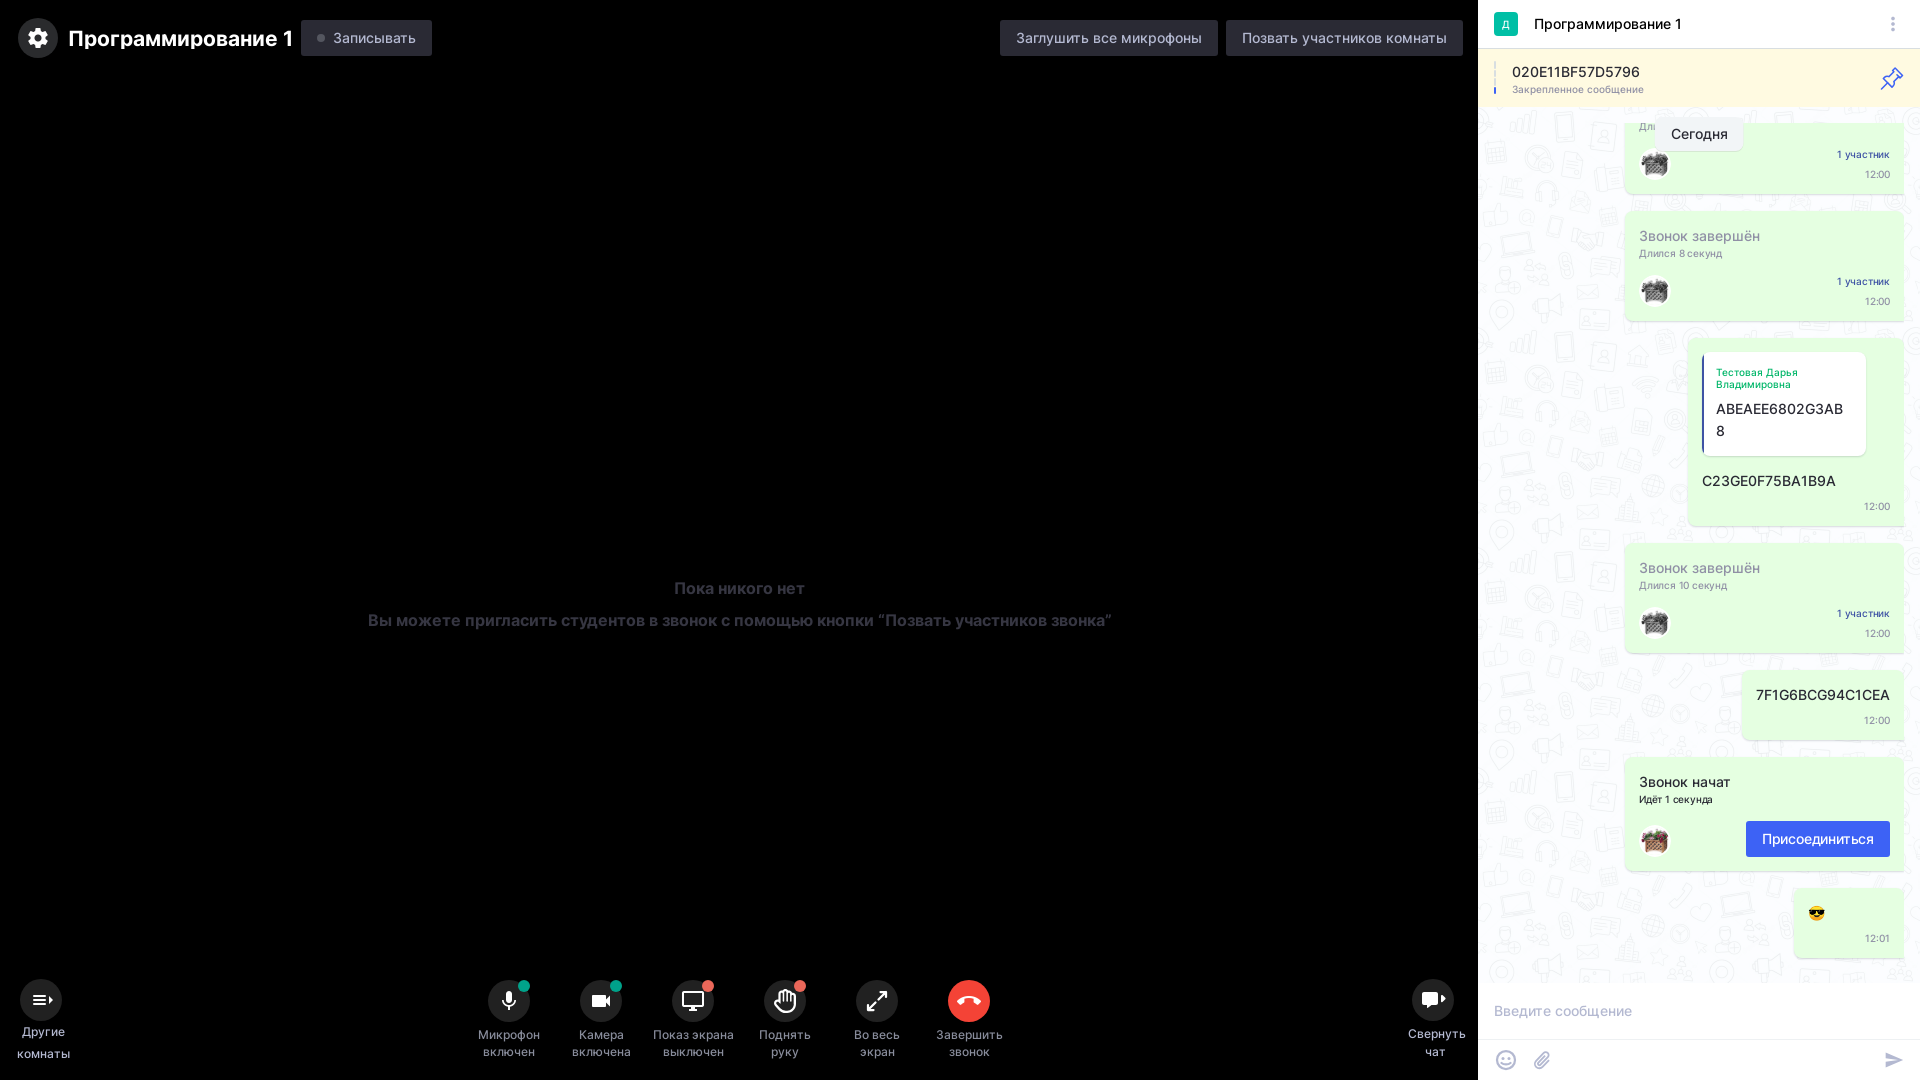 Программирование 1
Записывать
Заглушить все микрофоны
Позвать участников комнаты
Пока никого нет
Вы можете пригласить студентов в звонок с помощью кнопки “Позвать участников звонка”
Другие
комнаты
Микрофон
включен
Камера
включена
Показ экрана
выключен
Поднять
руку
Во весь
экран
Завершить
звонок
Свернуть
чат
Д
Программирование 1
020E11BF57D5796
Закрепленное сообщение
Сегодня
1 участник
12:00
Звонок завершён
Длился 8 секунд
1 участник
12:00
Тестовая Дарья
Владимировна
ABEAEE6802G3AB
8
C23GE0F75BA1B9A
12:00
Звонок завершён
Длился 10 секунд
1 участник
12:00
7F1G6BCG94C1CEA
12:00
Звонок начат
Идёт 1 секунда
Присоединиться
😎
12:01
Введите сообщение